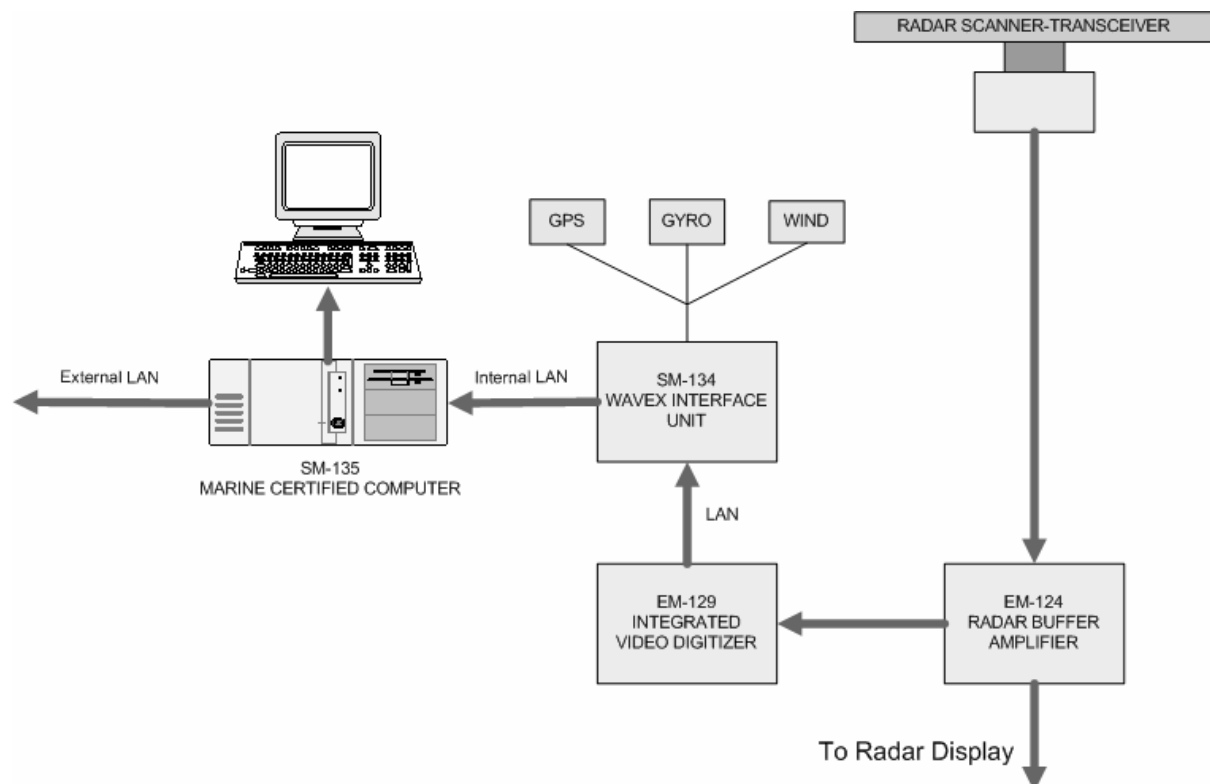 RADAR SCANNER-TRANSCEIVER
GPS
GYRO
WIND
External LAN
Internal LAN
SM-134
WAVEX INTERFACE
UNIT
SM-135
MARINE CERTIFIED COMPUTER
LAN
EM-129
INTEGRATED
VIDEO DIGITIZER
EM-124
RADAR BUFFER
AMPLIFIER
To Radar Display